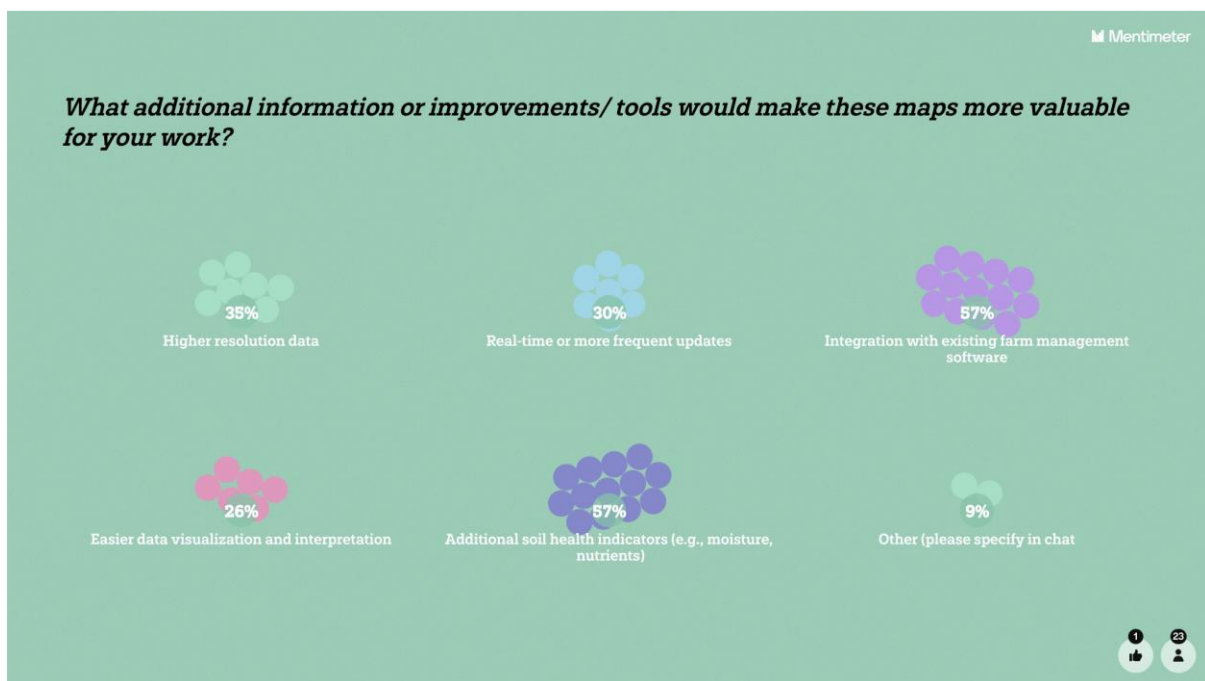 Mentimeter
What additional information or improvements/ tools would make these maps more valuable
for your work?
35%
Higher resolution data
30%
Real-time or more frequent updates
57%
Integration with existing farm management
software
26%
Easier data visualization and interpretation
57%
Additional soil health indicators (e.g., moisture,
nutrients)
9%
Other (please specify in chat
1
23